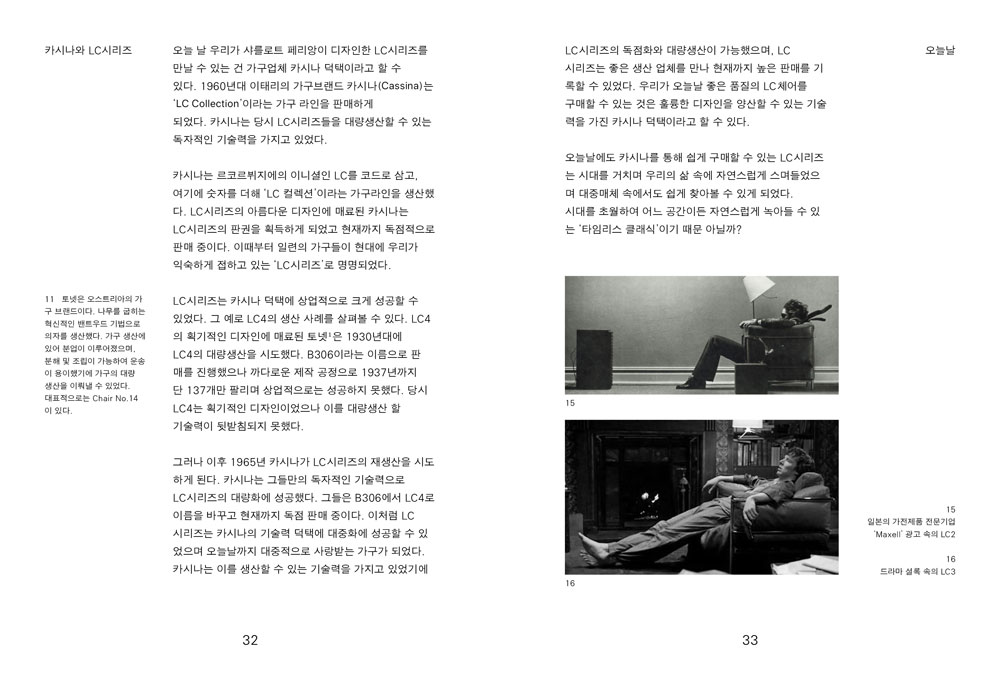 카시나와 LC시리즈
오늘 날 우리가 샤를로트 페리앙이 디자인한 LC시리즈를
만날 수 있는 건 가구업체 카시나 덕택이라고 할 수
있다. 1960년대 이태리의 가구브랜드 카시나(Cassina)는
'LC Collection'이라는 가구 라인을 판매하게
되었다. 카시나는 당시 LC시리즈들을 대량생산할 수 있는
독자적인 기술력을 가지고 있었다.
카시나는 르코르뷔지에의 이니셜인 LC를 코드로 삼고,
여기에 숫자를 더해 'LC 컬렉션'이라는 가구라인을 생산했
다. LC시리즈의 아름다운 디자인에 매료된 카시나는
LC시리즈의 판권을 획득하게 되었고 현재까지 독점적으로
판매 중이다. 이때부터 일련의 가구들이 현대에 우리가
익숙하게 접하고 있는 'LC시리즈'로 명명되었다.
LC시리즈는 카시나 덕택에 상업적으로 크게 성공할 수
있었다. 그 예로 LC4의 생산 사례를 살펴볼 수 있다. LC4
의 획기적인 디자인에 매료된 토넷¹은 1930년대에
LC4의 대량생산을 시도했다. B306이라는 이름으로 판
매를 진행했으나 까다로운 제작 공정으로 1937년까지
단 137개만 팔리며 상업적으로는 성공하지 못했다. 당시
LC4는 획기적인 디자인이었으나 이를 대량생산 할
기술력이 뒷받침되지 못했다.
그러나 이후 1965년 카시나가 LC시리즈의 재생산을 시도
하게 된다. 카시나는 그들만의 독자적인 기술력으로
LC시리즈의 대량화에 성공했다. 그들은 B306에서 LC4로
이름을 바꾸고 현재까지 독점 판매 중이다. 이처럼 LC
시리즈는 카시나의 기술력 덕택에 대중화에 성공할 수 있
었으며 오늘날까지 대중적으로 사랑받는 가구가 되었다.
카시나는 이를 생산할 수 있는 기술력을 가지고 있었기에
11 토넷은 오스트리아의 가
구 브랜드이다. 나무를 굽히는
혁신적인 밴트우드 기법으로
의자를 생산했다. 가구 생산에
있어 분업이 이루어졌으며,
분해 및 조립이 가능하여 운송
이 용이했기에 가구의 대량
생산을 이뤄낼 수 있었다.
대표적으로는 Chair No.14
이 있다.
32
LC시리즈의 독점화와 대량생산이 가능했으며, LC
시리즈는 좋은 생산 업체를 만나 현재까지 높은 판매를 기
록할 수 있었다. 우리가 오늘날 좋은 품질의 LC체어를
구매할 수 있는 것은 훌륭한 디자인을 양산할 수 있는 기술
력을 가진 카시나 덕택이라고 할 수 있다.
오늘날에도 카시나를 통해 쉽게 구매할 수 있는 LC시리즈
는 시대를 거치며 우리의 삶 속에 자연스럽게 스며들었으
며 대중매체 속에서도 쉽게 찾아볼 수 있게 되었다.
시대를 초월하여 어느 공간이든 자연스럽게 녹아들 수 있
는 '타임리스 클래식'이기 때문 아닐까?
오늘날
15
16
15
일본의 가전제품 전문기업
'Maxell' 광고 속의 LC2
16
드라마 셜록 속의 LC3
33